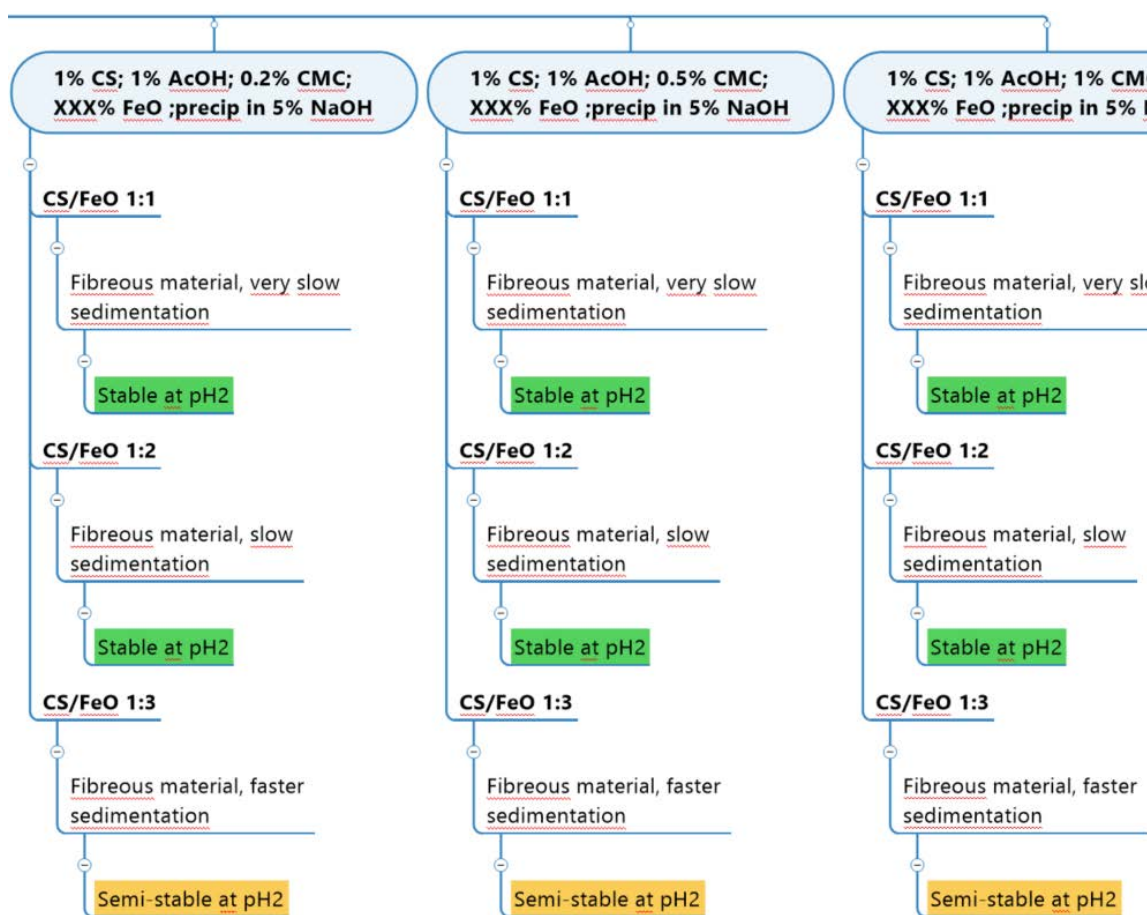 1% CS; 1% AcOH; 0.2% CMC;
XXX% FeO ;precip in 5% NaOH
CS/FeO 1:1
Fibreous material, very slow
sedimentation
Stable at pH2
CS/FeO 1:2
Fibreous material, slow
sedimentation
Stable at pH2
CS/FeO 1:3
Fibreous material, faster
sedimentation
Semi-stable at pH2
1% CS; 1% AcOH; 0.5% CMC;
XXX% FeO ;precip in 5% NaOH
CS/FeO 1:1
Fibreous material, very slow
sedimentation
Stable at pH2
CS/FeO 1:2
Fibreous material, slow
sedimentation
Stable at pH2
CS/FeO 1:3
Fibreous material, faster
sedimentation
Semi-stable at pH2
1% CS; 1% AcOH; 1%
XXX% FeO ;precip in 5%
CS/FeO 1:1
Fibreous material, very
sedimentation
Stable at pH2
CS/FeO 1:2
Fibreous material, slow
sedimentation
Stable at pH2
CS/FeO 1:3
Fibreous material, faster
sedimentation
Semi-stable at pH2